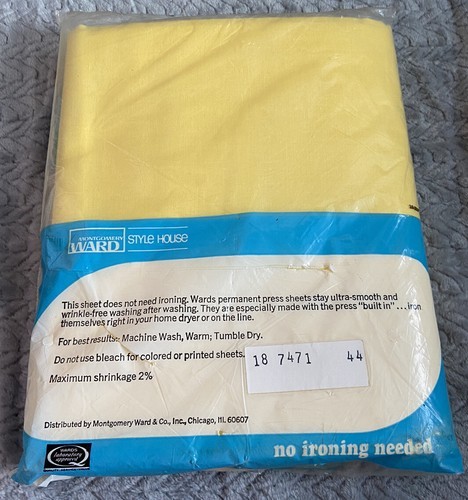 MONTGOMERY
WARD STYLE HOUSE
This sheet does not need ironing. Wards permanent press sheets stay ultra-smooth and
wrinkle-free washing after washing. They are especially made with the press "built in" ... iron
themselves right in your home dryer or on the line.
For best results: Machine Wash, Warm; Tumble Dry.
Do not use bleach for colored or printed sheets.
18 7471 44
Maximum shrinkage 2%
Distributed by Montgomery Ward & Co., Inc., Chicago, Ill. 60607
WARDS
laboratory
approved
no ironing needed